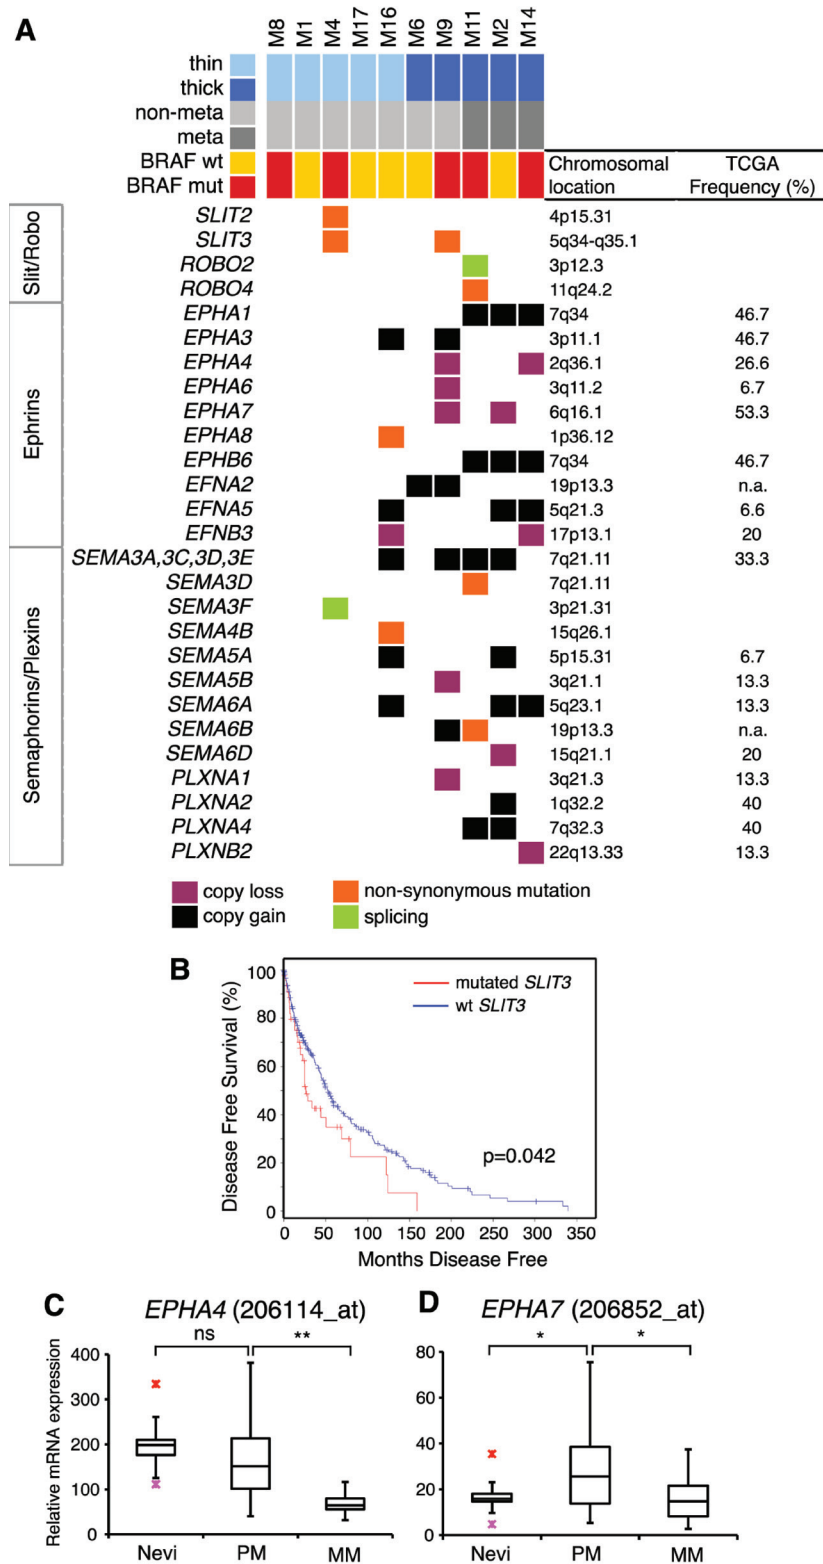 A
M8 M1 M4 M17 M16 M6 M9 M11 M2 M14
thin
thick
non-meta
meta
BRAF wt
BRAF mut
Chromosomal location
TCGA Frequency (%)
Slit/Robo
SLIT2 4p15.31
SLIT3 5q34-q35.1
ROBO2 3p12.3
ROBO4 11q24.2
Ephrins
EPHA1 7q34 46.7
EPHA3 3p11.1 46.7
EPHA4 2q36.1 26.6
EPHA6 3q11.2 6.7
EPHA7 6q16.1 53.3
EPHA8 1p36.12
EPHB6 7q34 46.7
EFNA2 19p13.3 n.a.
EFNA5 5q21.3 6.6
EFNB3 17p13.1 20
Semaphorins/Plexins
SEMA3A,3C,3D,3E 7q21.11 33.3
SEMA3D 7q21.11
SEMA3F 3p21.31
SEMA4B 15q26.1
SEMA5A 5p15.31 6.7
SEMA5B 3q21.1 13.3
SEMA6A 5q23.1 13.3
SEMA6B 19p13.3 n.a.
SEMA6D 15q21.1 20
PLXNA1 3q21.3 13.3
PLXNA2 1q32.2 40
PLXNA4 7q32.3 40
PLXNB2 22q13.33 13.3
copy loss non-synonymous mutation
copy gain splicing
B
Disease Free Survival (%)
100
80
60
40
20
0
mutated SLIT3
wt SLIT3
p=0.042
0 50 100 150 200 250 300 350
Months Disease Free
C
EPHA4 (206114_at)
ns **
Relative mRNA expression
400
300
200
100
0
Nevi PM MM
D
EPHA7 (206852_at)
* *
80
60
40
20
0
Nevi PM MM